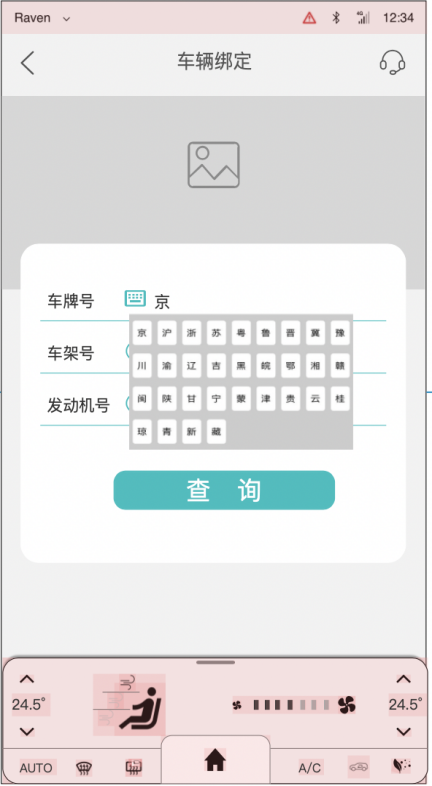 Raven 4G 12:34
车辆绑定
车牌号 京
京 沪 浙 苏 粤 鲁 晋 冀 豫
车架号
川 渝 辽 吉 黑 皖 鄂 湘 赣
发动机号
闽 陕 甘 宁 蒙 津 贵 云 桂
琼 青 新 藏
查 询
24.5° 24.5°
AUTO A/C